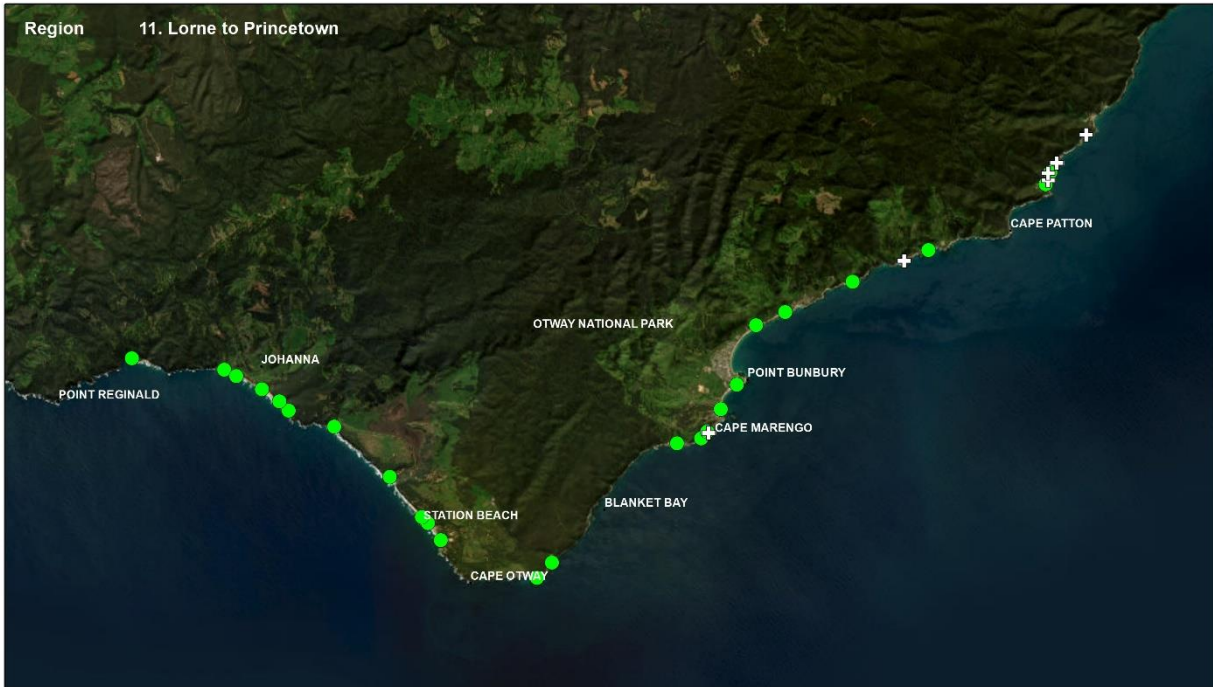 Region 11. Lorne to Princetown
CAPE PATTON
OTWAY NATIONAL PARK
JOHANNA
POINT BUNBURY
POINT REGINALD
CAPE MARENGO
BLANKET BAY
STATION BEACH
CAPE OTWAY